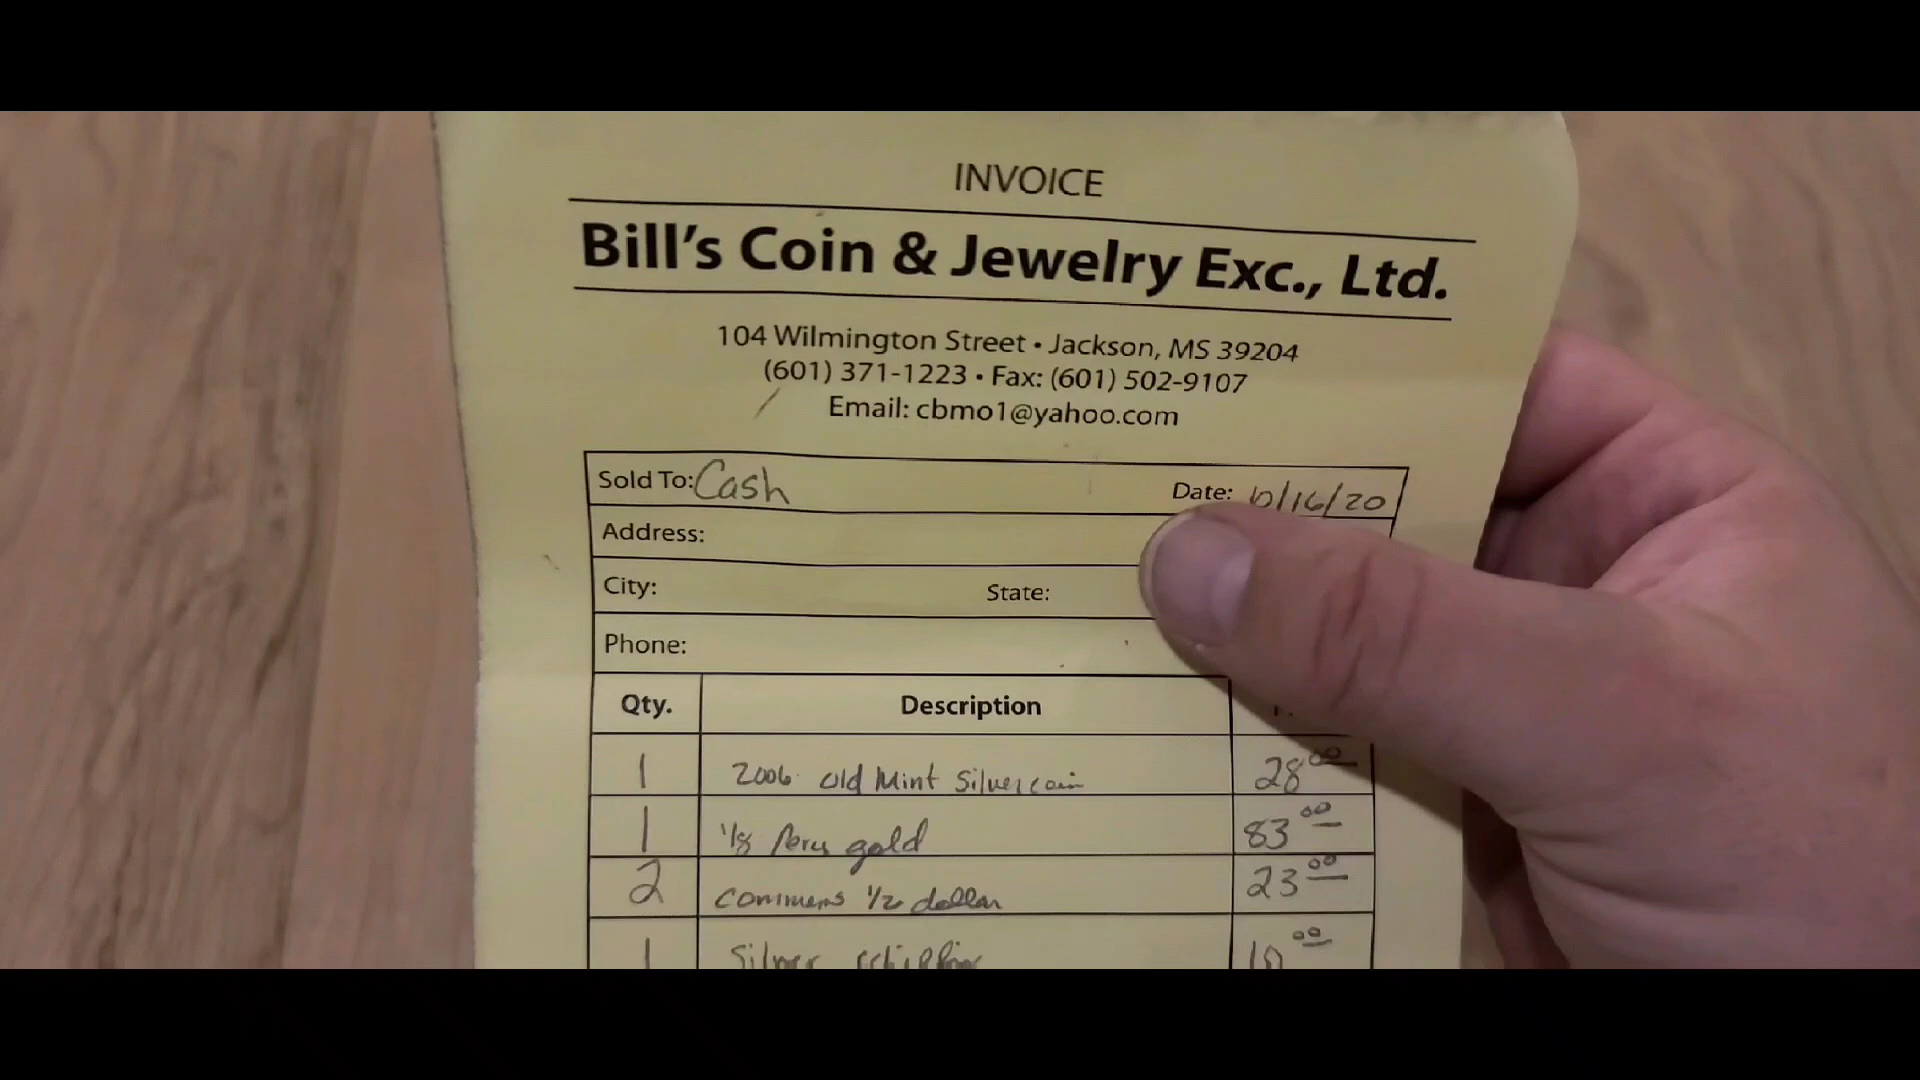 INVOICE
Bill's Coin & Jewelry Exc., Ltd.
104 Wilmington Street • Jackson, MS 39204
(601) 371-1223 • Fax: (601) 502-9107
Email: cbmo1@yahoo.com
Sold To: Cash Date: 10/16/20
Address:
City: State:
Phone:
Qty. Description
1 2006 old Mint Silver coin 28 00
1 1/8 Peru gold 83 00
2 Commems 1/2 dollar 23 00
1 Silver 10 00